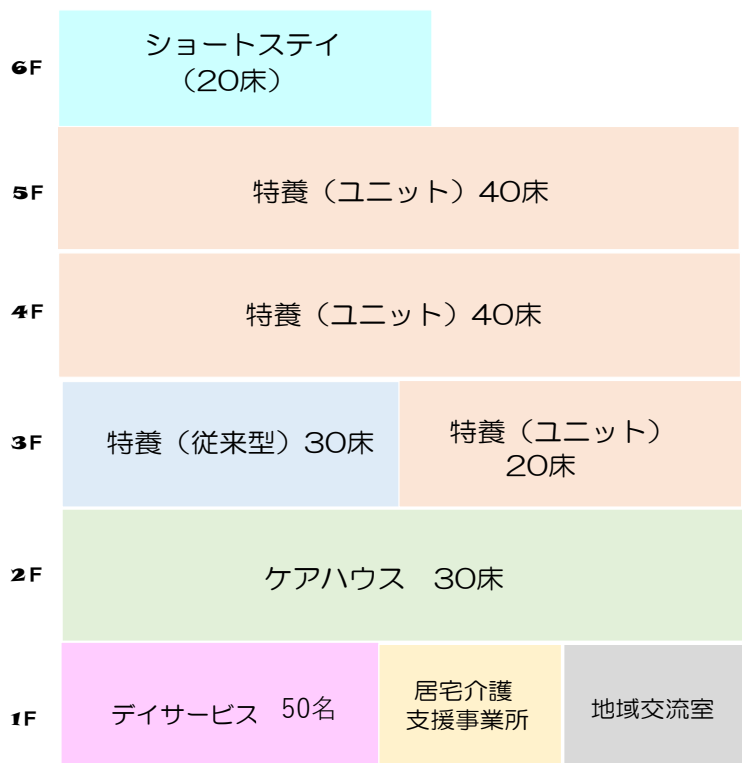 6F
ショートステイ
（20床）
5F
特養（ユニット）40床
4F
特養（ユニット）40床
3F
特養（従来型）30床
特養（ユニット）
20床
2F
ケアハウス　30床
1F
デイサービス　50名
居宅介護
支援事業所
地域交流室